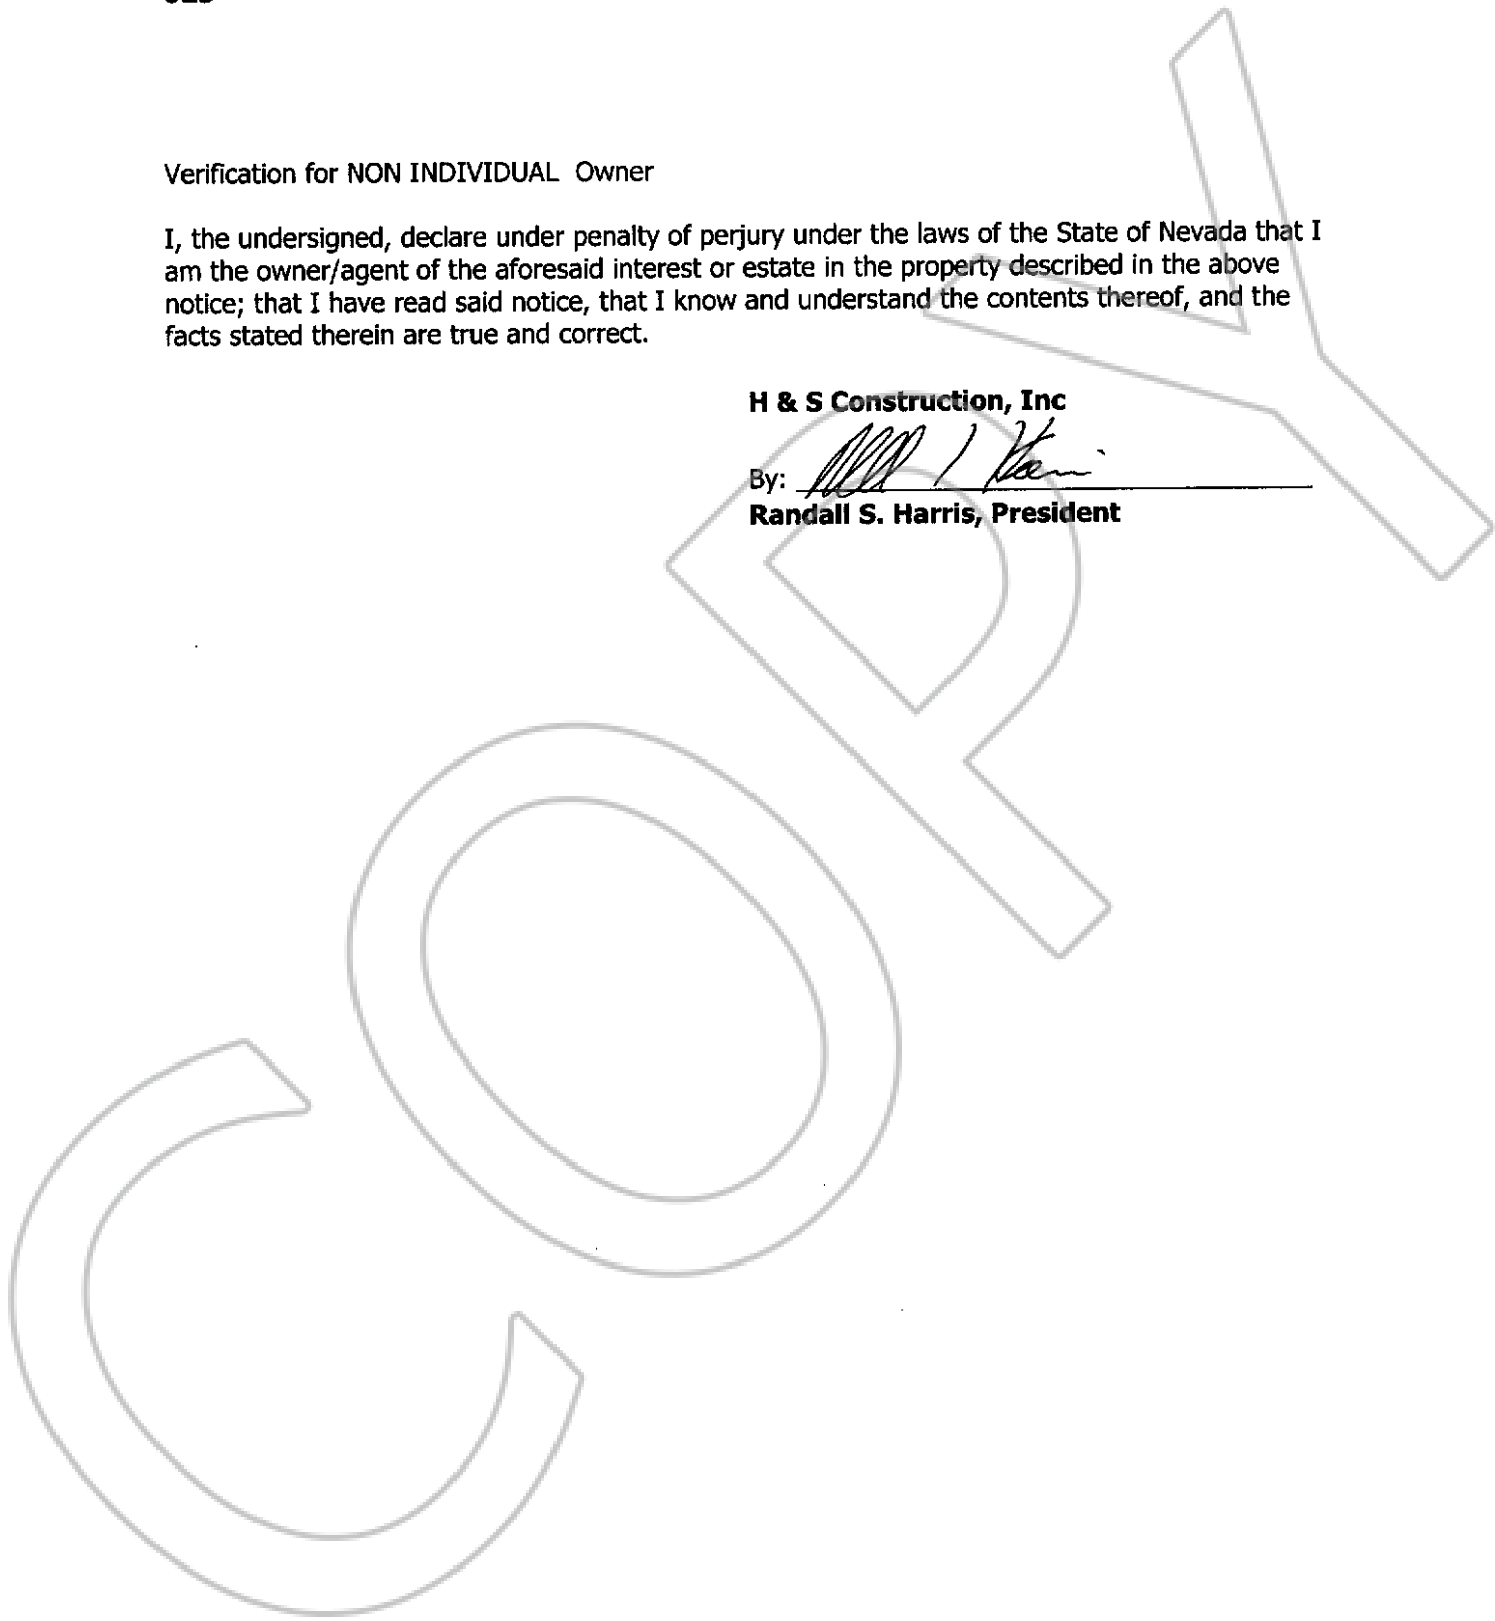 Verification for NON INDIVIDUAL Owner
I, the undersigned, declare under penalty of perjury under the laws of the State of Nevada that I
am the owner/agent of the aforesaid interest or estate in the property described in the above
notice; that I have read said notice, that I know and understand the contents thereof, and the
facts stated therein are true and correct.
H & S Construction, Inc
By:
Randall S. Harris, President
COPY